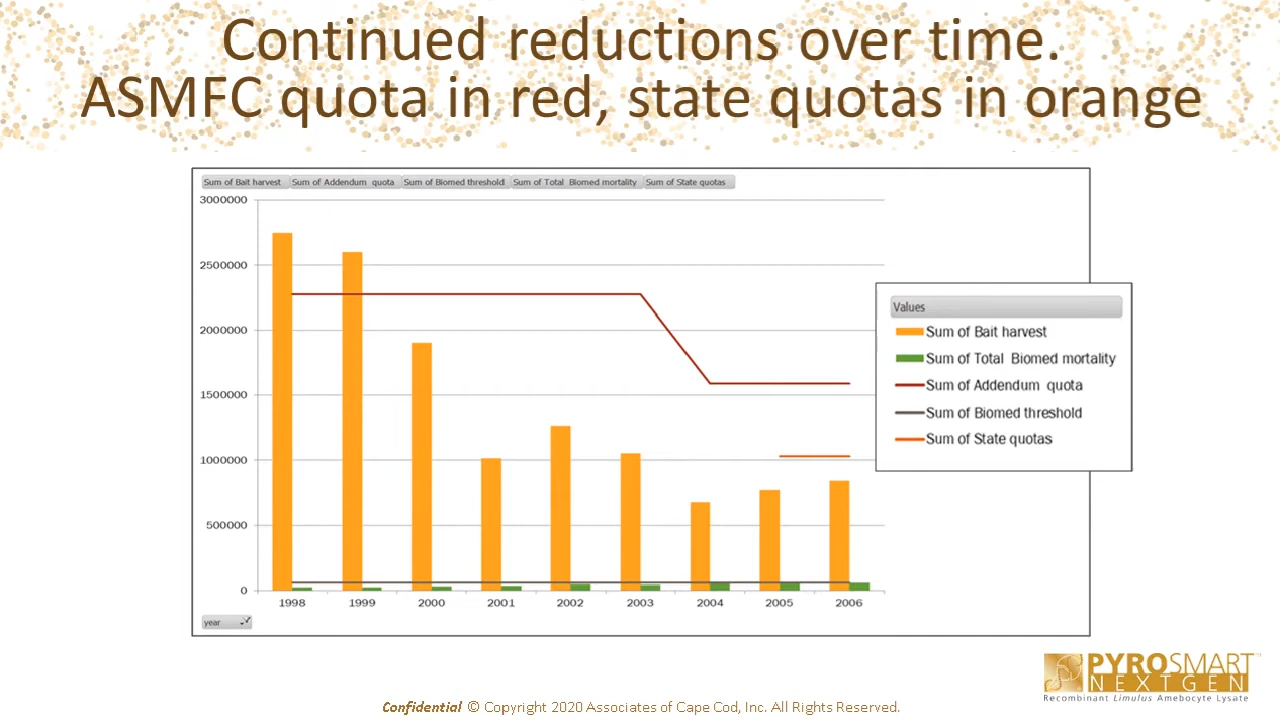 Continued reductions over time.
ASMFC quota in red, state quotas in orange
Sum of Bait harvest Sum of Addendum quota Sum of Biomed threshold Sum of Total Biomed mortality Sum of State quotas
3000000
2500000
2000000
1500000
1000000
500000
0
1998 1999 2000 2001 2002 2003 2004 2005 2006
year
Values
Sum of Bait harvest
Sum of Total Biomed mortality
Sum of Addendum quota
Sum of Biomed threshold
Sum of State quotas
PYROSMART™
NEXTGEN
Recombinant Limulus Amebocyte Lysate
Confidential © Copyright 2020 Associates of Cape Cod, Inc. All Rights Reserved.